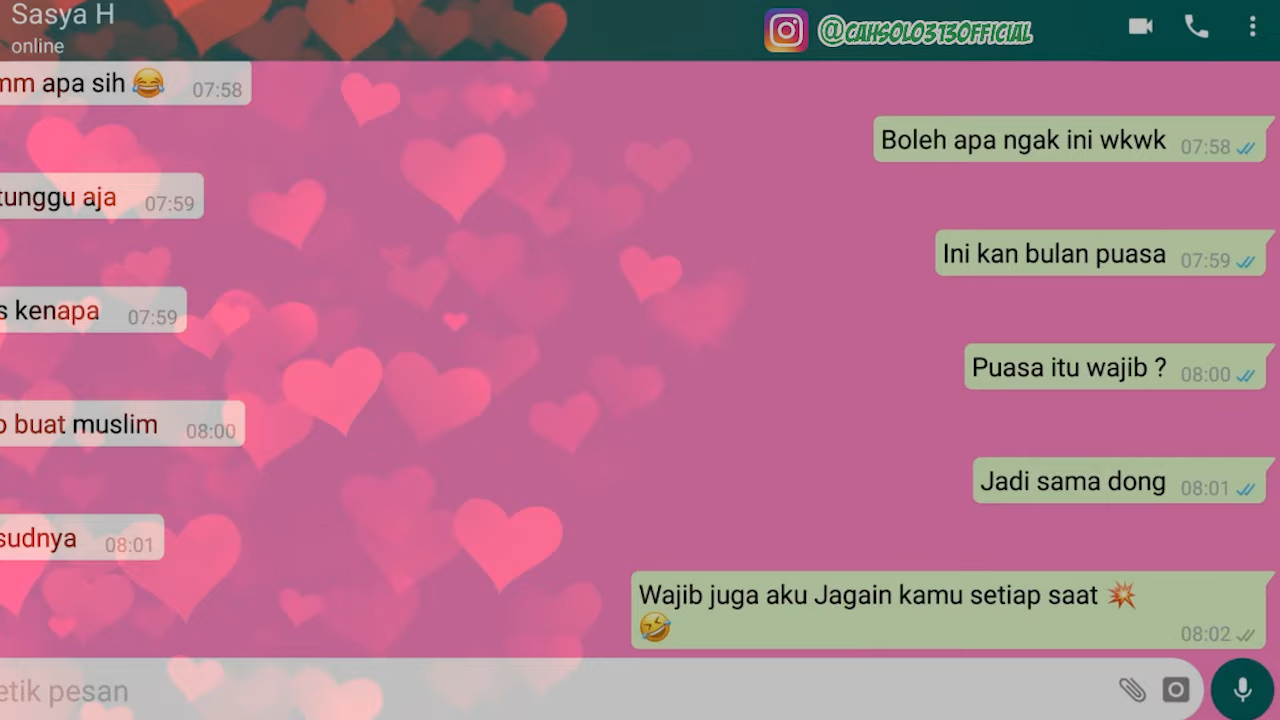 Sasya H
online
@CAHSOLO313OFFICIAL
mm apa sih 😂 07:58
Boleh apa ngak ini wkwk 07:58
tunggu aja 07:59
Ini kan bulan puasa 07:59
s kenapa 07:59
Puasa itu wajib ? 08:00
buat muslim 08:00
Jadi sama dong 08:01
sudnya 08:01
Wajib juga aku Jagain kamu setiap saat 💥
🤣 08:02
etik pesan